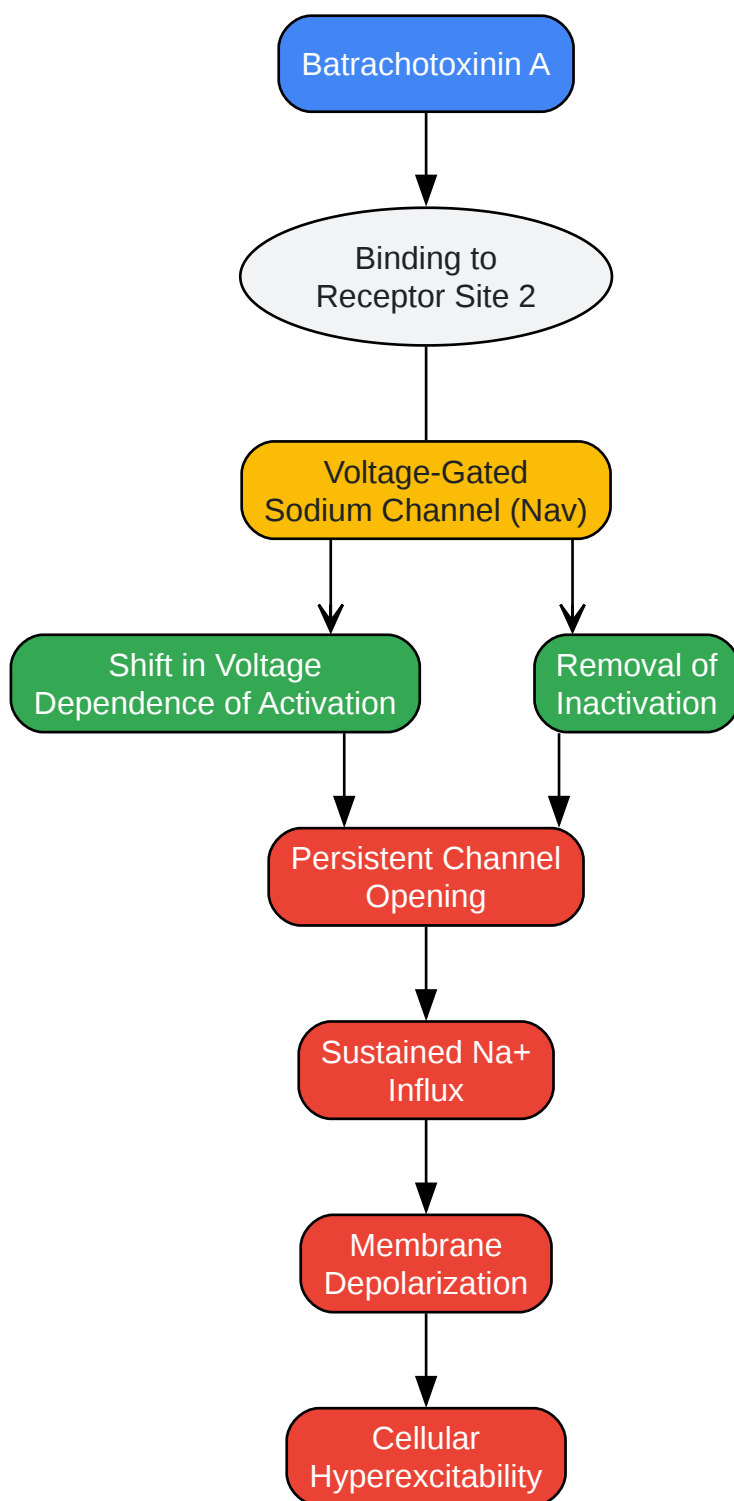 Batrachotoxinin A
Binding to
Receptor Site 2
Voltage-Gated
Sodium Channel (Nav)
Shift in Voltage
Dependence of Activation
Removal of
Inactivation
Persistent Channel
Opening
Sustained Na+
Influx
Membrane
Depolarization
Cellular
Hyperexcitability